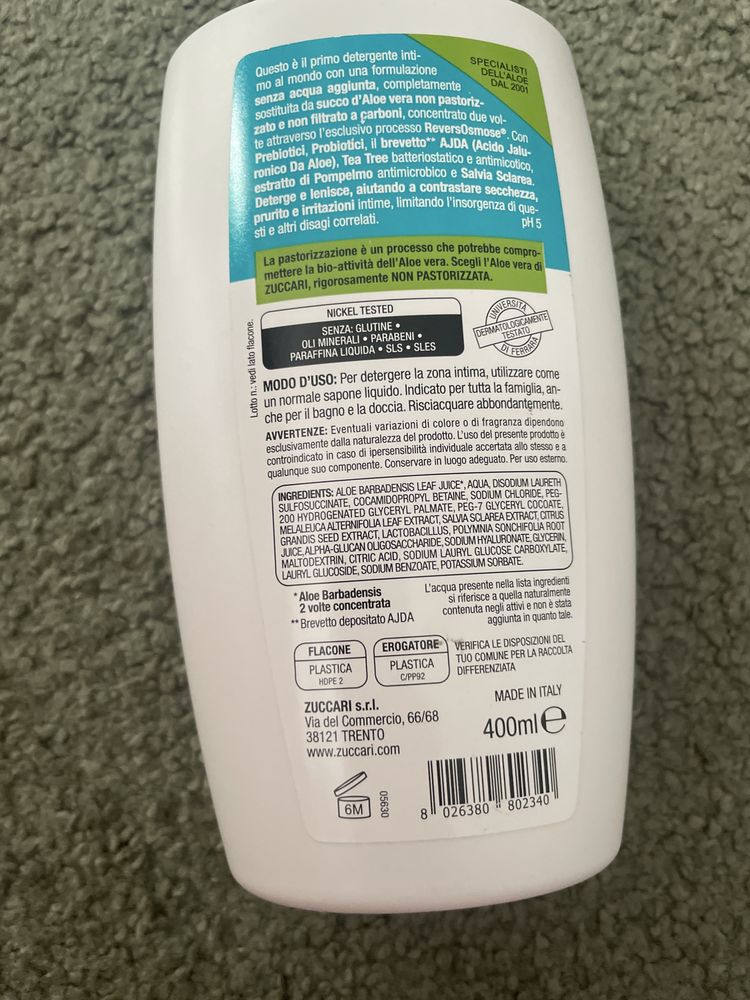 Questo è il primo detergente inti-
mo al mondo con una formulazione
senza acqua aggiunta, completamente
sostituita da succo d'Aloe vera non pastoriz-
zato e non filtrato a carboni, concentrato due vol-
te attraverso l'esclusivo processo ReversOsmose®. Con
Prebiotici, Probiotici, il brevetto** AJDA (Acido Jalu-
ronico Da Aloe), Tea Tree batteriostatico e antimicotico,
estratto di Pompelmo antimicrobico e Salvia Sclarea.
Deterge e lenisce, aiutando a contrastare secchezza,
prurito e irritazioni intime, limitando l'insorgenza di que-
sti e altri disagi correlati.
pH 5
SPECIALISTI
DELL'ALOE
DAL 2001
La pastorizzazione è un processo che potrebbe compro-
mettere la bio-attività dell'Aloe vera. Scegli l'Aloe vera di
ZUCCARI, rigorosamente NON PASTORIZZATA.
NICKEL TESTED
SENZA: GLUTINE •
OLI MINERALI • PARABENI •
PARAFFINA LIQUIDA • SLS • SLES
UNIVERSITÀ
DERMATOLOGICAMENTE
TESTATO
DI FERRARA
Lotto n.: vedi lato flacone.
MODO D'USO: Per detergere la zona intima, utilizzare come
un normale sapone liquido. Indicato per tutta la famiglia, an-
che per il bagno e la doccia. Risciacquare abbondantemente.
AVVERTENZE: Eventuali variazioni di colore o di fragranza dipendono
esclusivamente dalla naturalezza del prodotto. L'uso del presente prodotto è
controindicato in caso di ipersensibilità individuale accertata allo stesso e a
qualunque suo componente. Conservare in luogo adeguato. Per uso esterno.
INGREDIENTS: ALOE BARBADENSIS LEAF JUICE*, AQUA, DISODIUM LAURETH
SULFOSUCCINATE, COCAMIDOPROPYL BETAINE, SODIUM CHLORIDE, PEG-
200 HYDROGENATED GLYCERYL PALMATE, PEG-7 GLYCERYL COCOATE,
MELALEUCA ALTERNIFOLIA LEAF EXTRACT, SALVIA SCLAREA EXTRACT, CITRUS
GRANDIS SEED EXTRACT, LACTOBACILLUS, POLYMNIA SONCHIFOLIA ROOT
JUICE, ALPHA-GLUCAN OLIGOSACCHARIDE, SODIUM HYALURONATE, GLYCERIN,
MALTODEXTRIN, CITRIC ACID, SODIUM LAURYL GLUCOSE CARBOXYLATE,
LAURYL GLUCOSIDE, SODIUM BENZOATE, POTASSIUM SORBATE.
*Aloe Barbadensis
2 volte concentrata
**Brevetto depositato AJDA
L'acqua presente nella lista ingredienti
si riferisce a quella naturalmente
contenuta negli attivi e non è stata
aggiunta in quanto tale.
FLACONE
PLASTICA
HDPE 2
EROGATORE
PLASTICA
C/PP92
VERIFICA LE DISPOSIZIONI DEL
TUO COMUNE PER LA RACCOLTA
DIFFERENZIATA
ZUCCARI s.r.l.
Via del Commercio, 66/68
38121 TRENTO
www.zuccari.com
MADE IN ITALY
400ml e
6M
05630
8 026380 802340